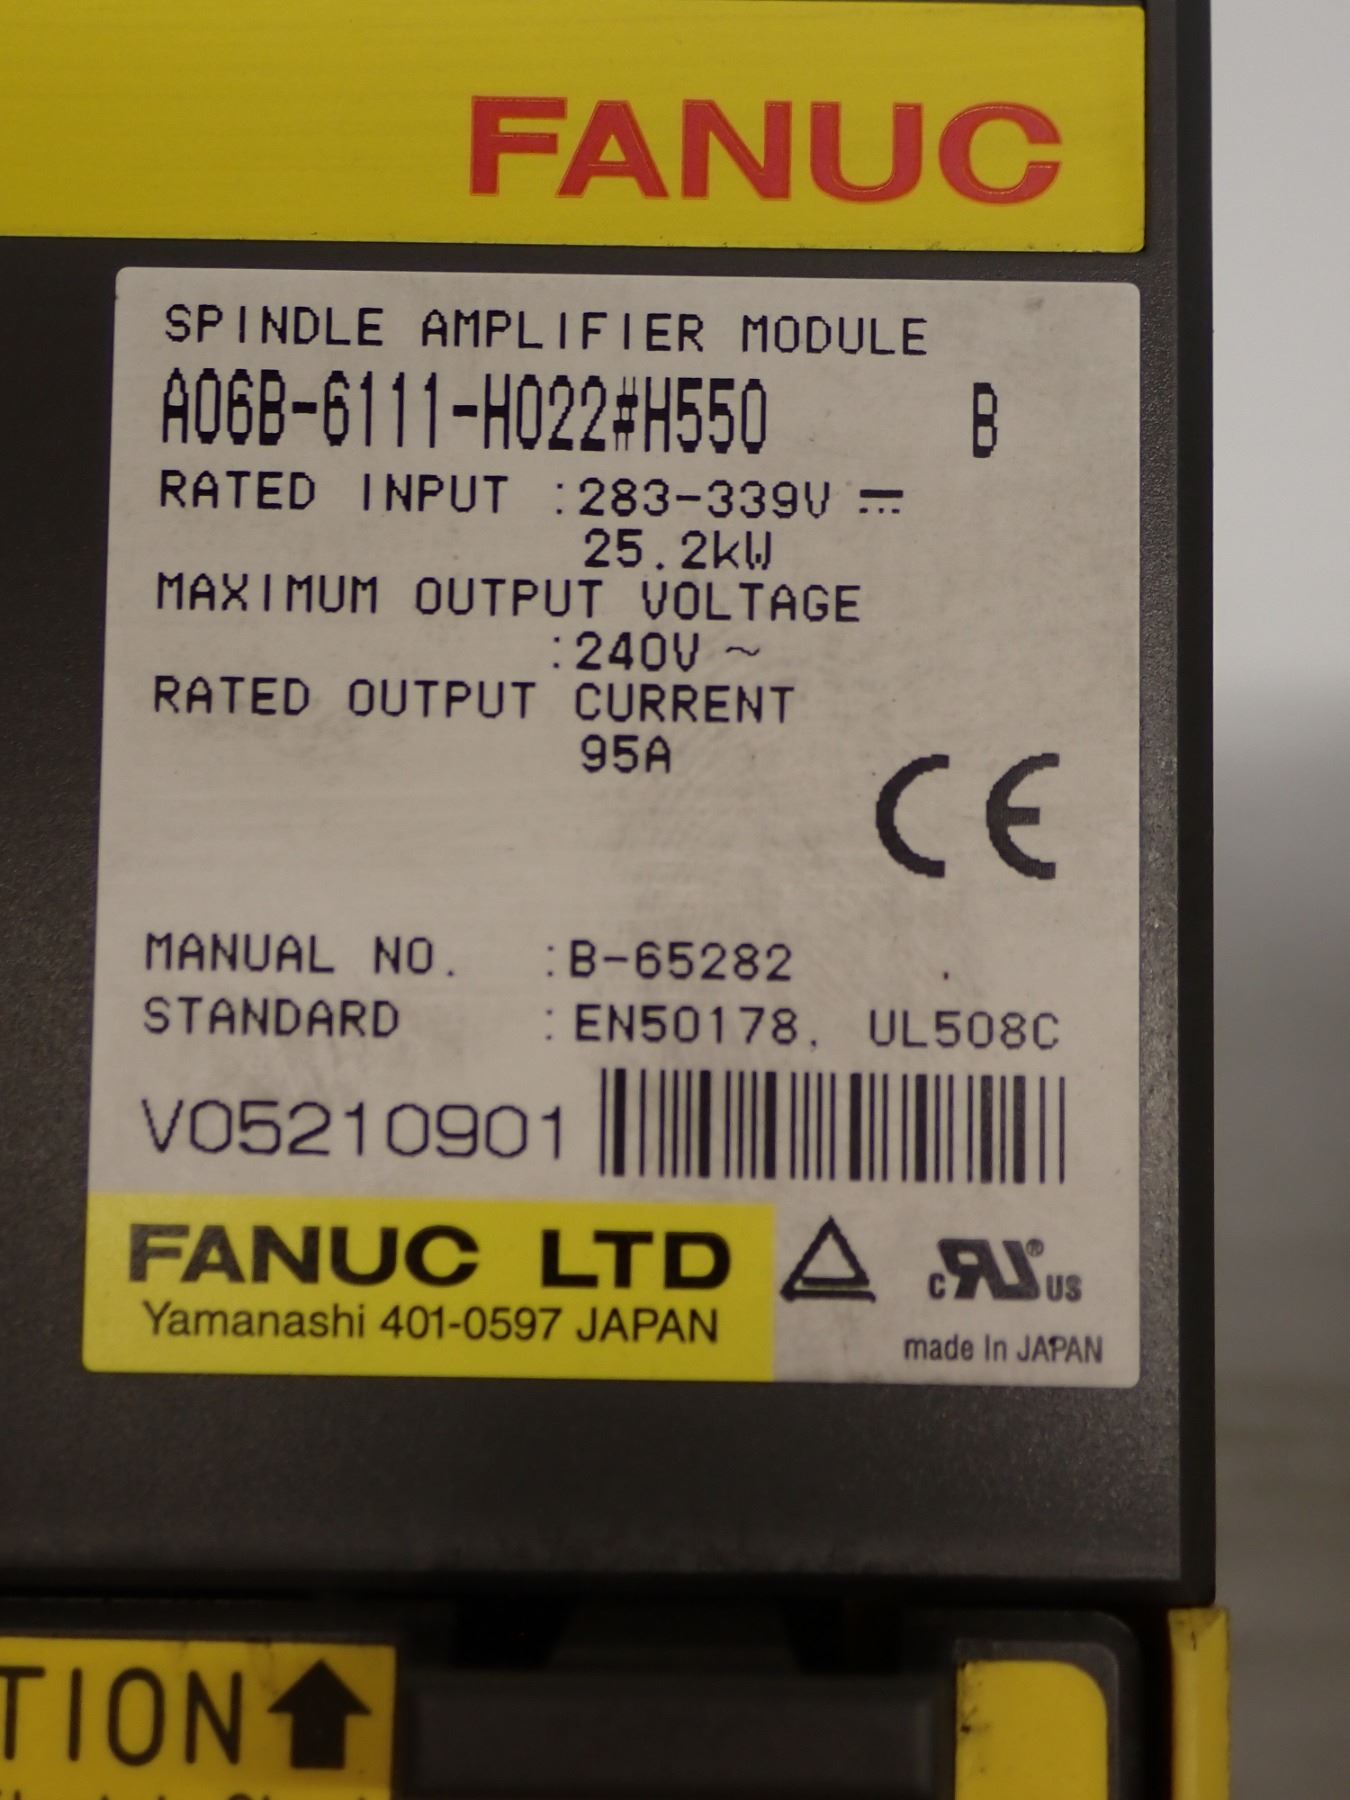 FANUC
SPINDLE AMPLIFIER MODULE
A06B-6111-H022#H550 B
RATED INPUT :283-339V ⎓
25.2kW
MAXIMUM OUTPUT VOLTAGE
:240V ~
RATED OUTPUT CURRENT
95A
CE
MANUAL NO. :B-65282
STANDARD :EN50178, UL508C
V05210901
FANUC LTD
Yamanashi 401-0597 JAPAN
c RU ® US
made In JAPAN
TION